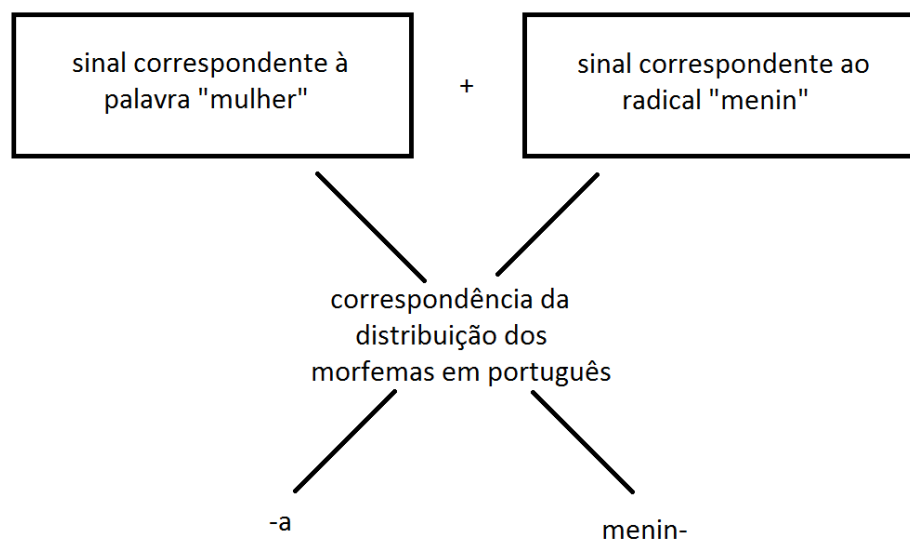 sinal correspondente à
palavra "mulher"
+
sinal correspondente ao
radical "menin"
correspondência da
distribuição dos
morfemas em português
-a
menin-